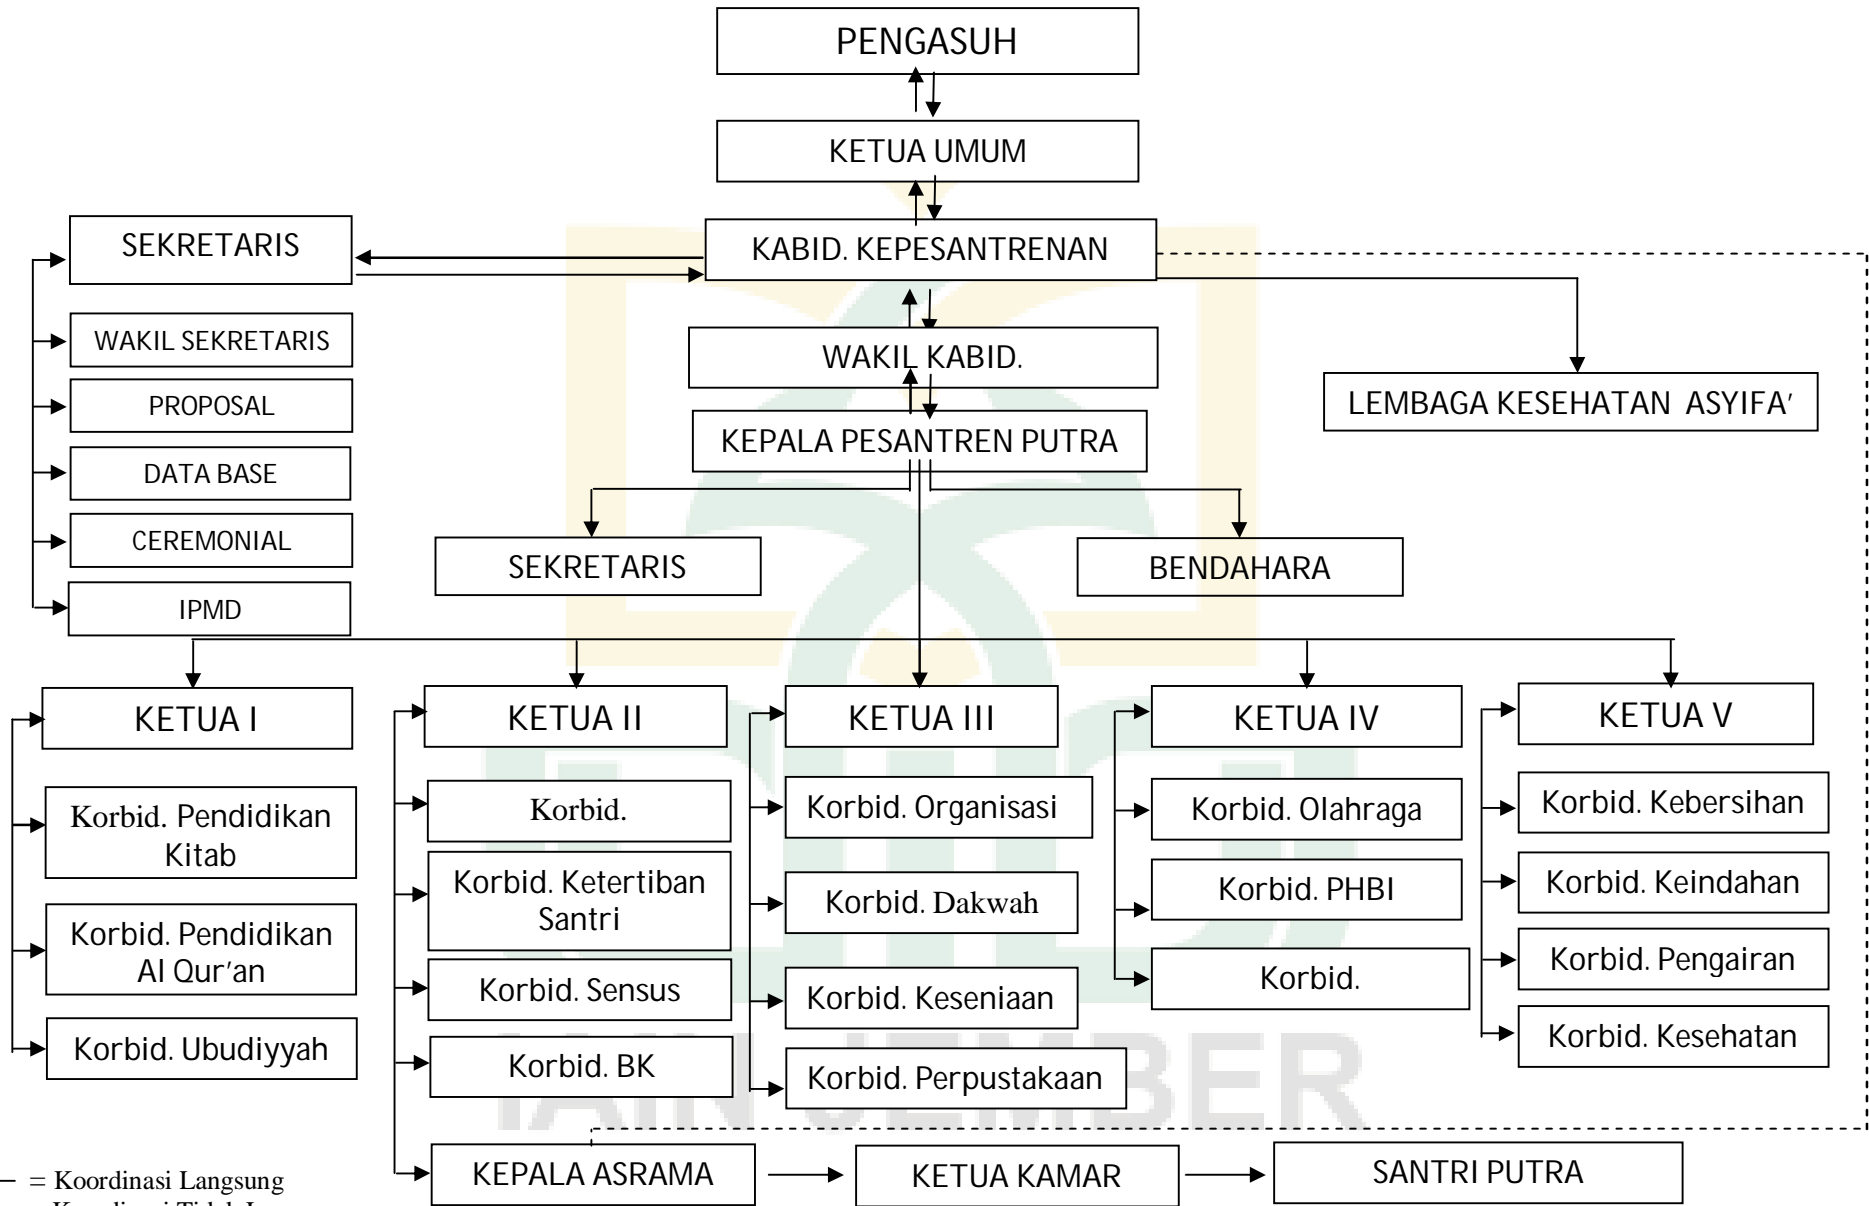 PENGASUH
KETUA UMUM
SEKRETARIS
KABID. KEPESANTRENAN
WAKIL SEKRETARIS
WAKIL KABID.
PROPOSAL
LEMBAGA KESEHATAN ASYIFA’
KEPALA PESANTREN PUTRA
DATA BASE
CEREMONIAL
SEKRETARIS
BENDAHARA
IPMD
KETUA I
KETUA II
KETUA III
KETUA IV
KETUA V
Korbid. Pendidikan
Kitab
Korbid. Pendidikan
Al Qur’an
Korbid. Ubudiyyah
Korbid.
Korbid. Ketertiban
Santri
Korbid. Sensus
Korbid. BK
Korbid. Organisasi
Korbid. Dakwah
Korbid. Keseniaan
Korbid. Perpustakaan
Korbid. Olahraga
Korbid. PHBI
Korbid.
Korbid. Kebersihan
Korbid. Keindahan
Korbid. Pengairan
Korbid. Kesehatan
IAIN JEMBER
KEPALA ASRAMA
KETUA KAMAR
SANTRI PUTRA
= Koordinasi Langsung